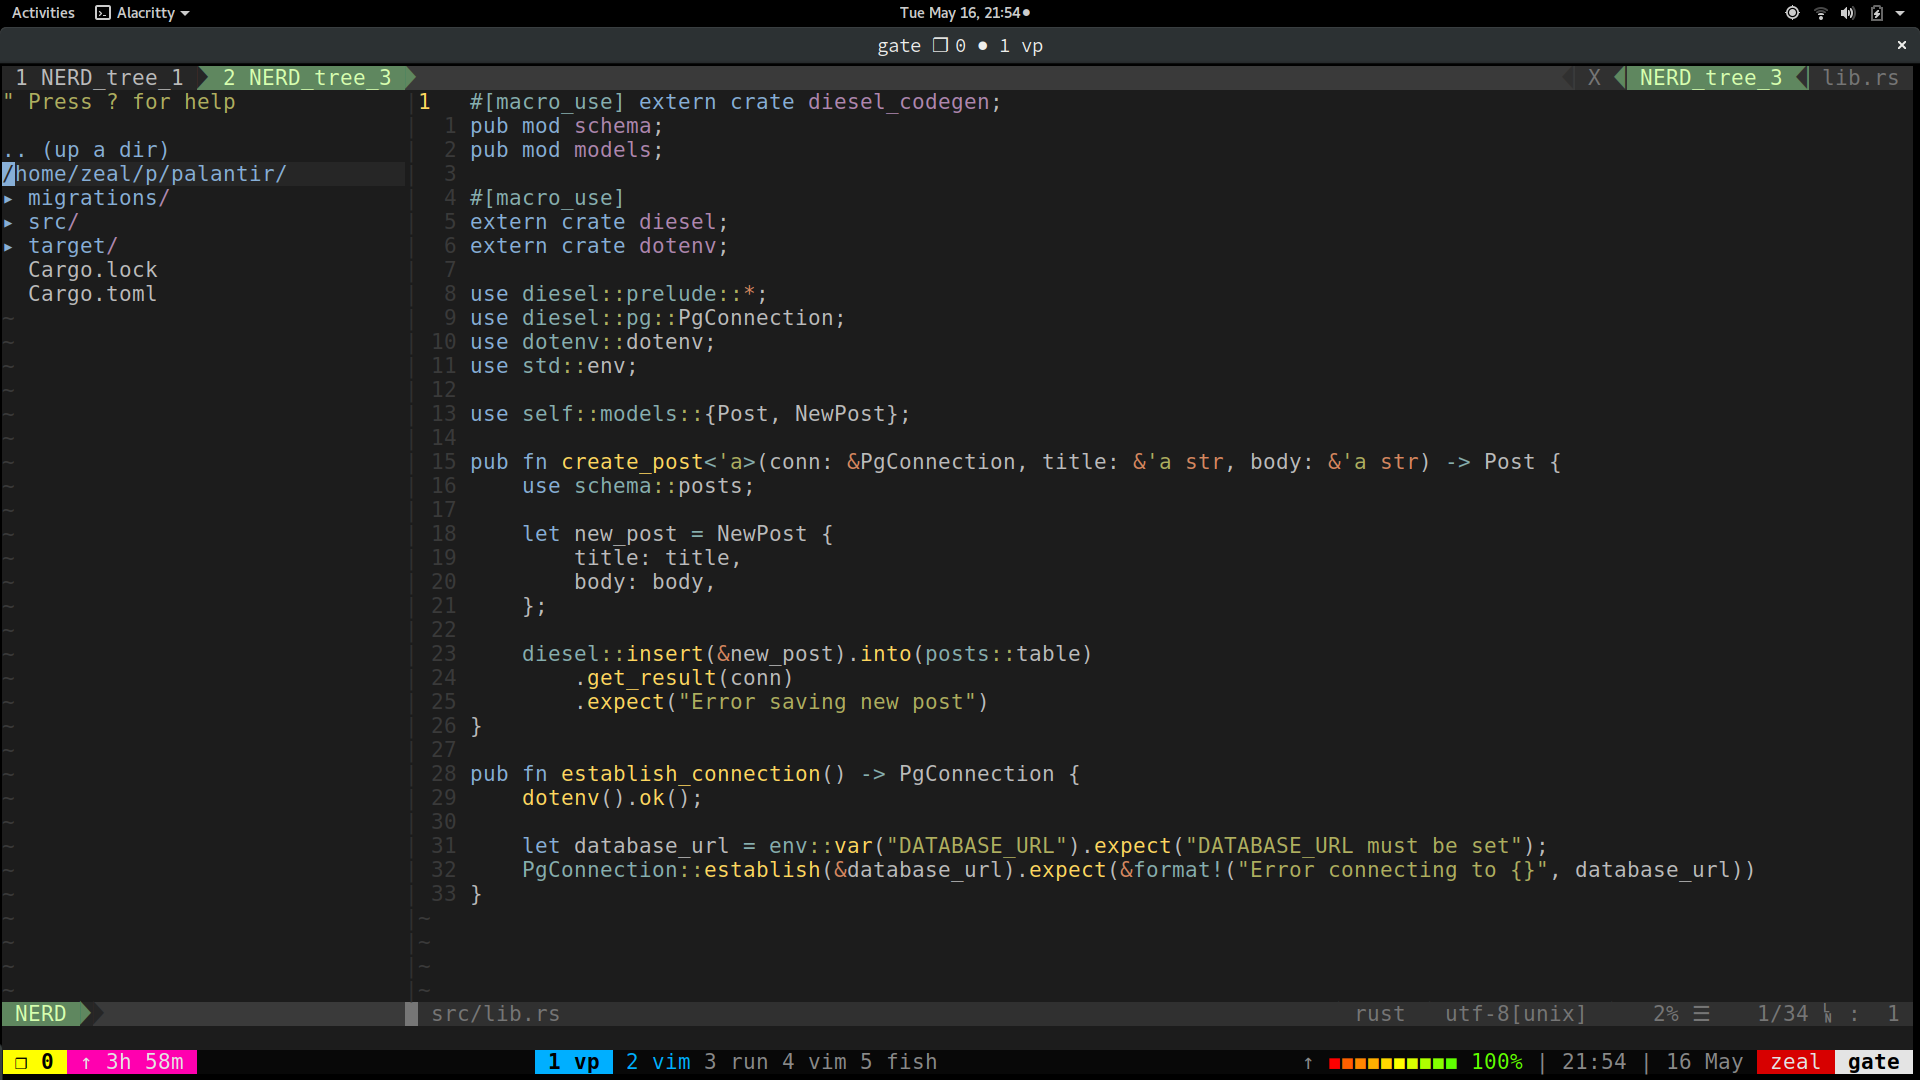 Activities Alacritty Tue May 16, 21:54
gate ❐ 0 ● 1 vp ×
1 NERD_tree_1 2 NERD_tree_3 X NERD_tree_3 lib.rs
" Press ? for help
.. (up a dir)
/home/zeal/p/palantir/
▸ migrations/
▸ src/
▸ target/
Cargo.lock
Cargo.toml
1 #[macro_use] extern crate diesel_codegen;
1 pub mod schema;
2 pub mod models;
3
4 #[macro_use]
5 extern crate diesel;
6 extern crate dotenv;
7
8 use diesel::prelude::*;
9 use diesel::pg::PgConnection;
10 use dotenv::dotenv;
11 use std::env;
12
13 use self::models::{Post, NewPost};
14
15 pub fn create_post<'a>(conn: &PgConnection, title: &'a str, body: &'a str) -> Post {
16     use schema::posts;
17
18     let new_post = NewPost {
19         title: title,
20         body: body,
21     };
22
23     diesel::insert(&new_post).into(posts::table)
24         .get_result(conn)
25         .expect("Error saving new post")
26 }
27
28 pub fn establish_connection() -> PgConnection {
29     dotenv().ok();
30
31     let database_url = env::var("DATABASE_URL").expect("DATABASE_URL must be set");
32     PgConnection::establish(&database_url).expect(&format!("Error connecting to {}", database_url))
33 }
NERD src/lib.rs rust utf-8[unix] 2% ☰ 1/34 ␤ : 1
❐ 0 ↑ 3h 58m 1 vp 2 vim 3 run 4 vim 5 fish ↑ 100% | 21:54 | 16 May zeal gate